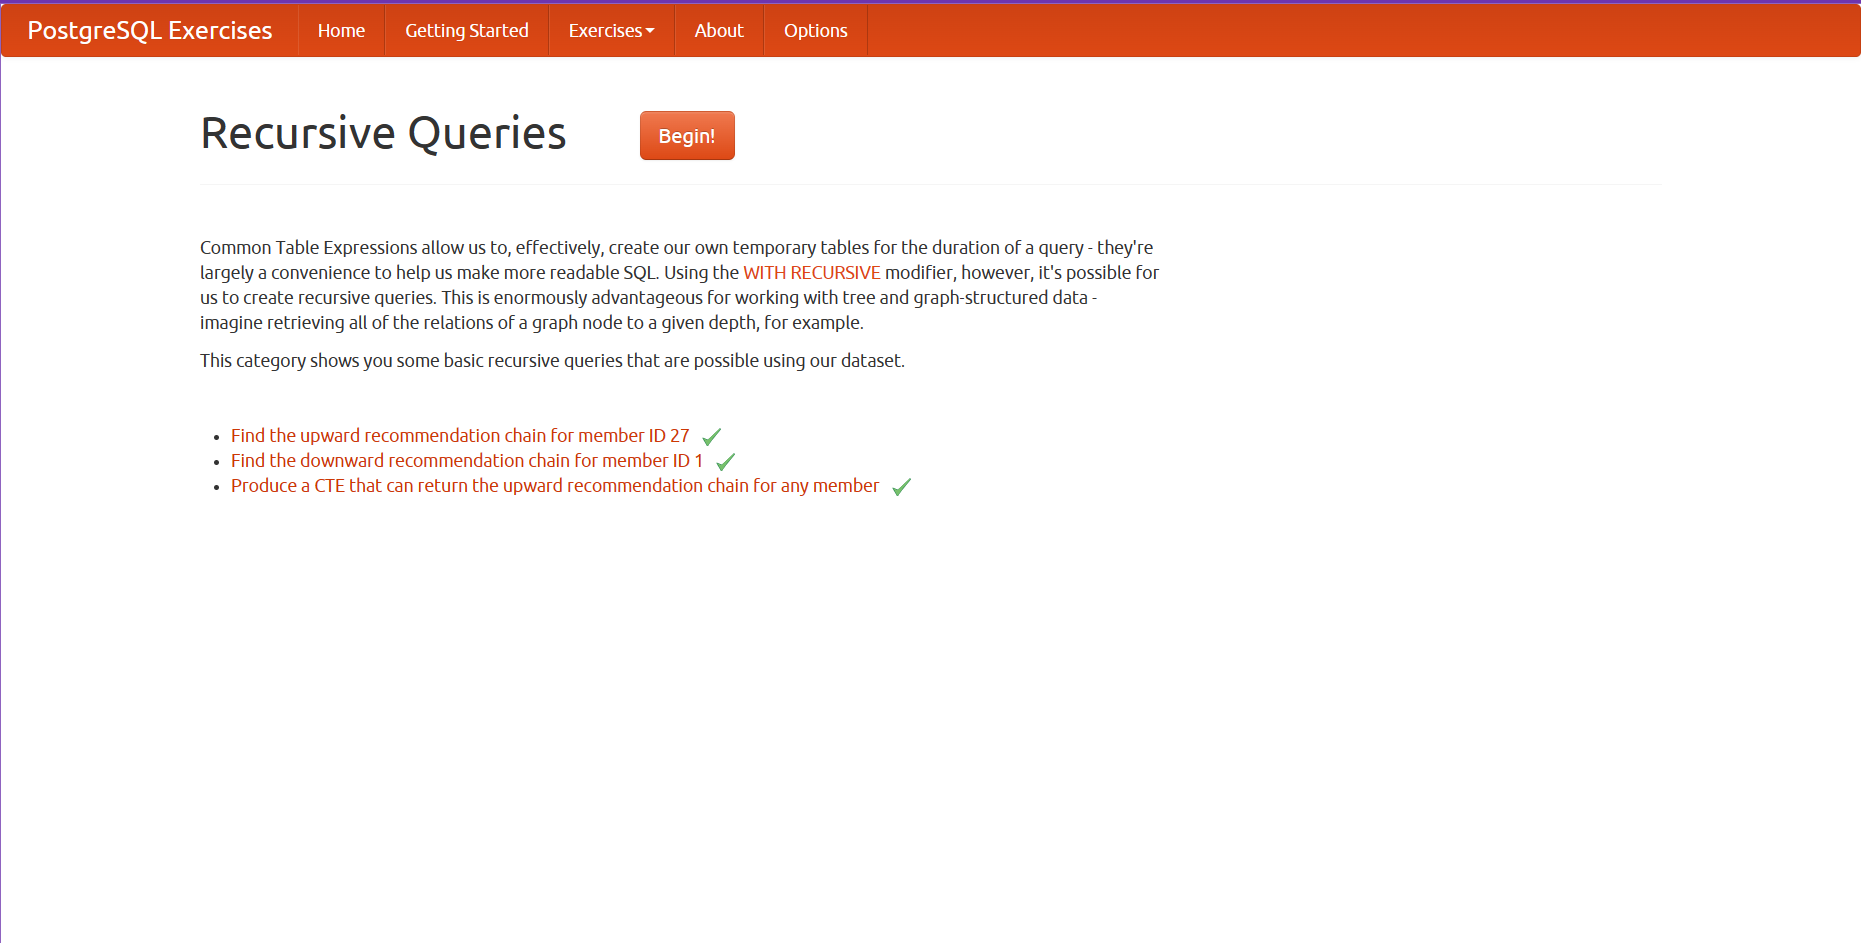 PostgreSQL Exercises Home Getting Started Exercises About Options
Recursive Queries Begin!
Common Table Expressions allow us to, effectively, create our own temporary tables for the duration of a query - they're
largely a convenience to help us make more readable SQL. Using the WITH RECURSIVE modifier, however, it's possible for
us to create recursive queries. This is enormously advantageous for working with tree and graph-structured data -
imagine retrieving all of the relations of a graph node to a given depth, for example.
This category shows you some basic recursive queries that are possible using our dataset.
Find the upward recommendation chain for member ID 27
Find the downward recommendation chain for member ID 1
Produce a CTE that can return the upward recommendation chain for any member